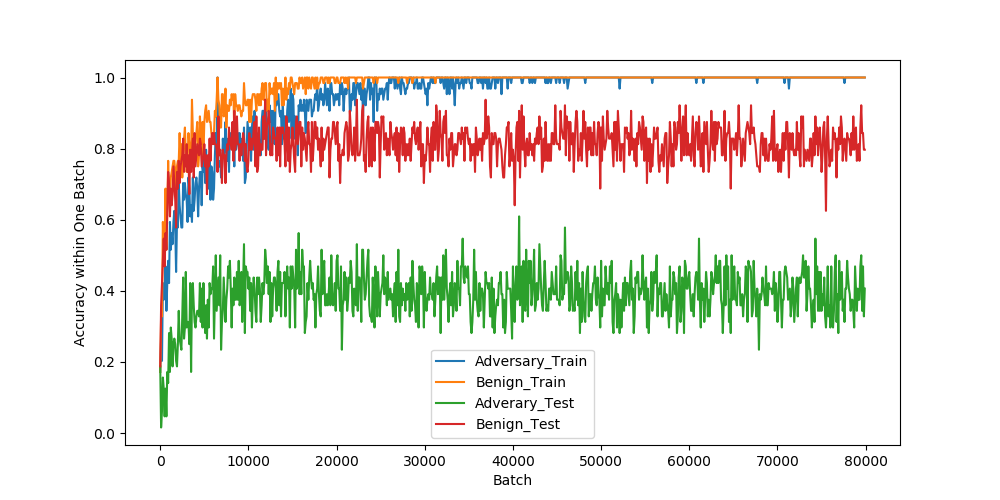 1.0
0.8
0.6
0.4
0.2
0.0
Accuracy within One Batch
Adversary_Train
Benign_Train
Adverary_Test
Benign_Test
0 10000 20000 30000 40000 50000 60000 70000 80000
Batch